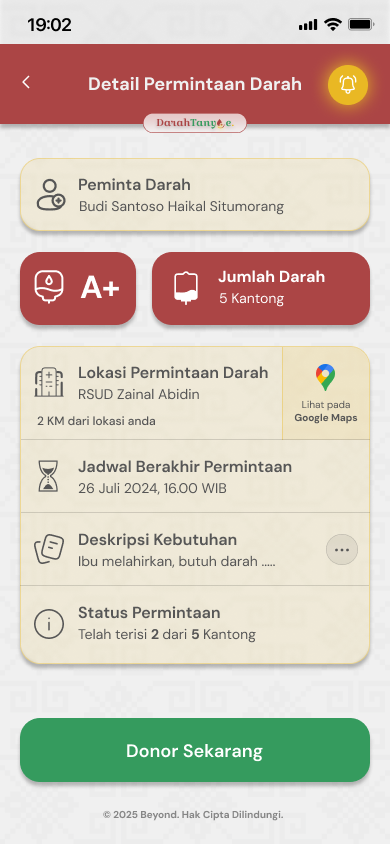 19:02
Detail Permintaan Darah
DarahTanyoe.
Peminta Darah
Budi Santoso Haikal Situmorang
A+
Jumlah Darah
5 Kantong
Lokasi Permintaan Darah
RSUD Zainal Abidin
2 KM dari lokasi anda
Lihat pada
Google Maps
Jadwal Berakhir Permintaan
26 Juli 2024, 16.00 WIB
Deskripsi Kebutuhan
Ibu melahirkan, butuh darah .....
Status Permintaan
Telah terisi 2 dari 5 Kantong
Donor Sekarang
© 2025 Beyond. Hak Cipta Dilindungi.